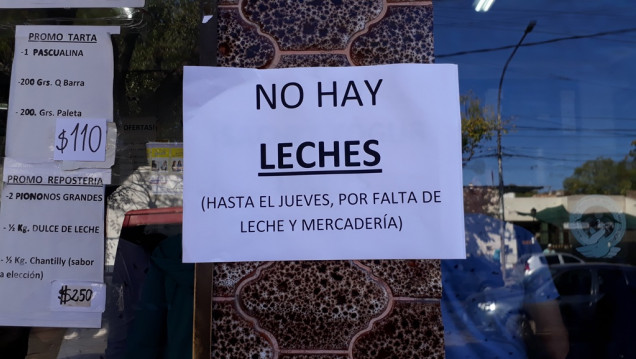 PROMO TARTA
-1 PASCUALINA
-200 Grs. Q Barra
-200. Grs. Paleta
$110
PROMO REPOSTERIA
-2 PIONONOS GRANDES
- ½ Kg. DULCE DE LECHE
- ½ Kg. Chantilly (sabor
a elección)
$250
NO HAY
LECHES
(HASTA EL JUEVES, POR FALTA DE
LECHE Y MERCADERÍA)